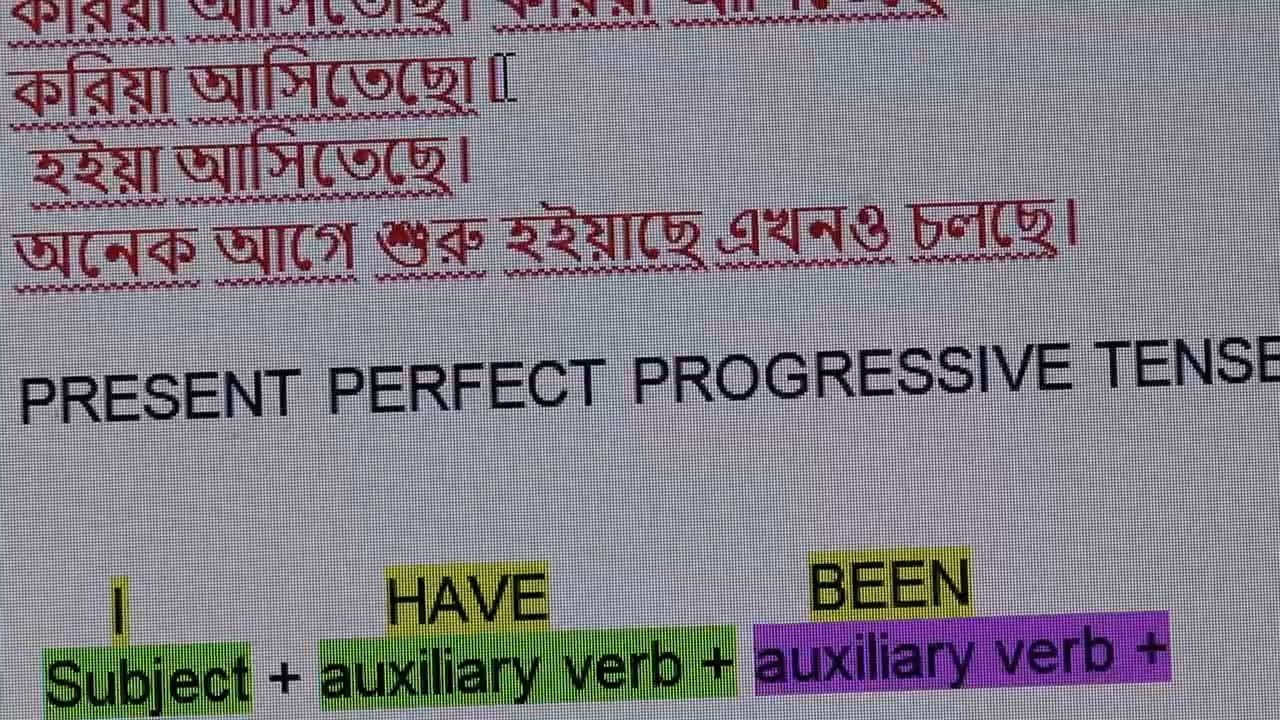 করিয়া আসিতেছো।
হইয়া আসিতেছে।
অনেক আগে শুরু হইয়াছে এখনও চলছে।
PRESENT PERFECT PROGRESSIVE TENSE
I HAVE BEEN
Subject + auxiliary verb + auxiliary verb +